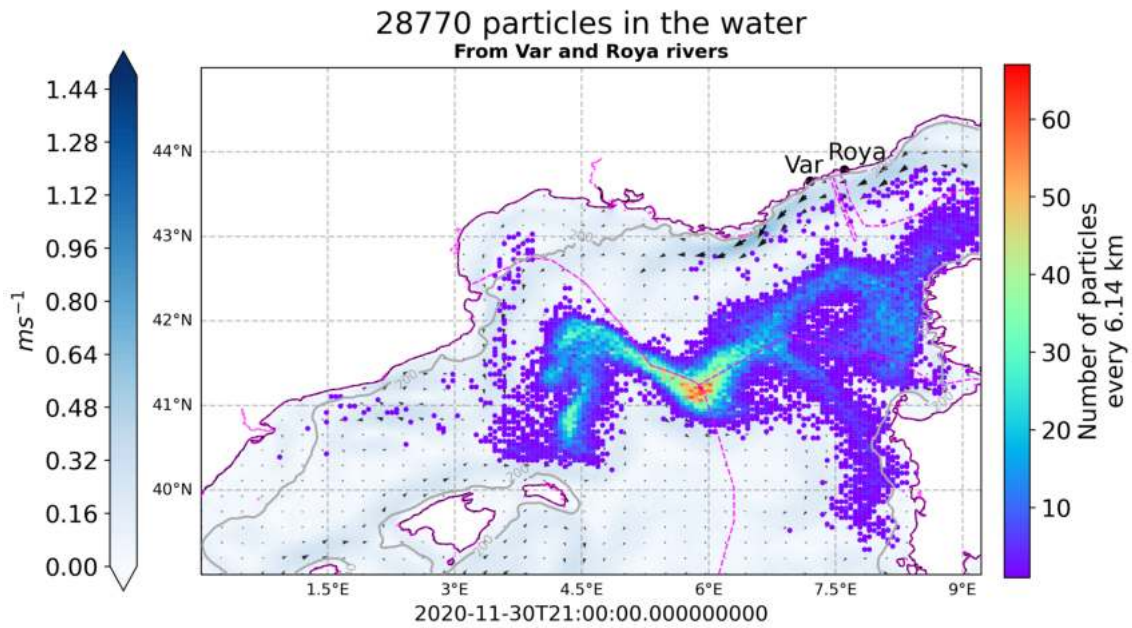 28770 particles in the water
From Var and Roya rivers
1.44
1.28
1.12
0.96
0.80
0.64
0.48
0.32
0.16
0.00
ms⁻¹
44°N
43°N
42°N
41°N
40°N
Var
Roya
200
200
200
1.5°E
3°E
4.5°E
6°E
7.5°E
9°E
2020-11-30T21:00:00.000000000
60
50
40
30
20
10
Number of particles
every 6.14 km